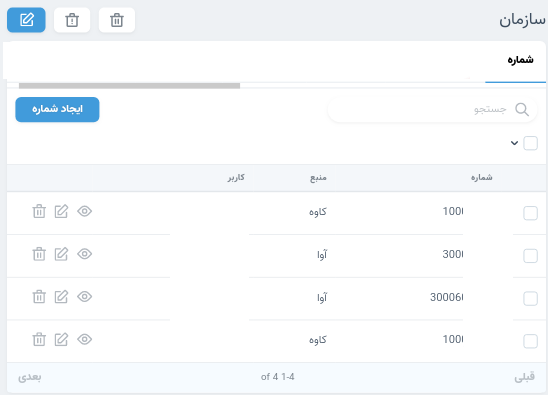 سازمان
شماره
جستجو
ایجاد شماره
شماره منبع کاربر
1000 کاوه
3000 آوا
300060 آوا
1000 کاوه
قبلی 1-4 of 4 بعدی